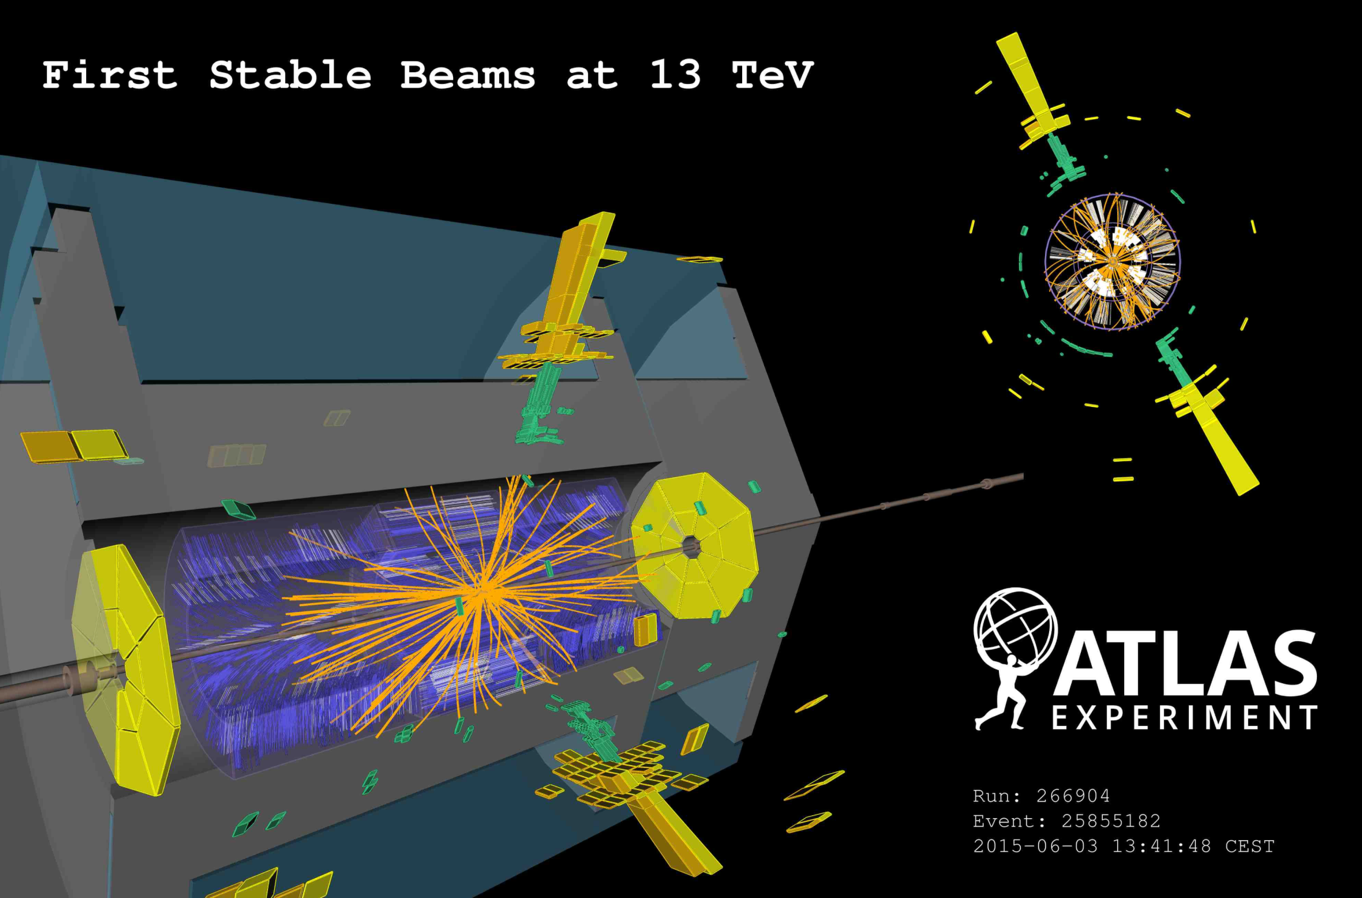 First Stable Beams at 13 TeV
ATLAS
EXPERIMENT
Run: 266904
Event: 25855182
2015-06-03 13:41:48 CEST